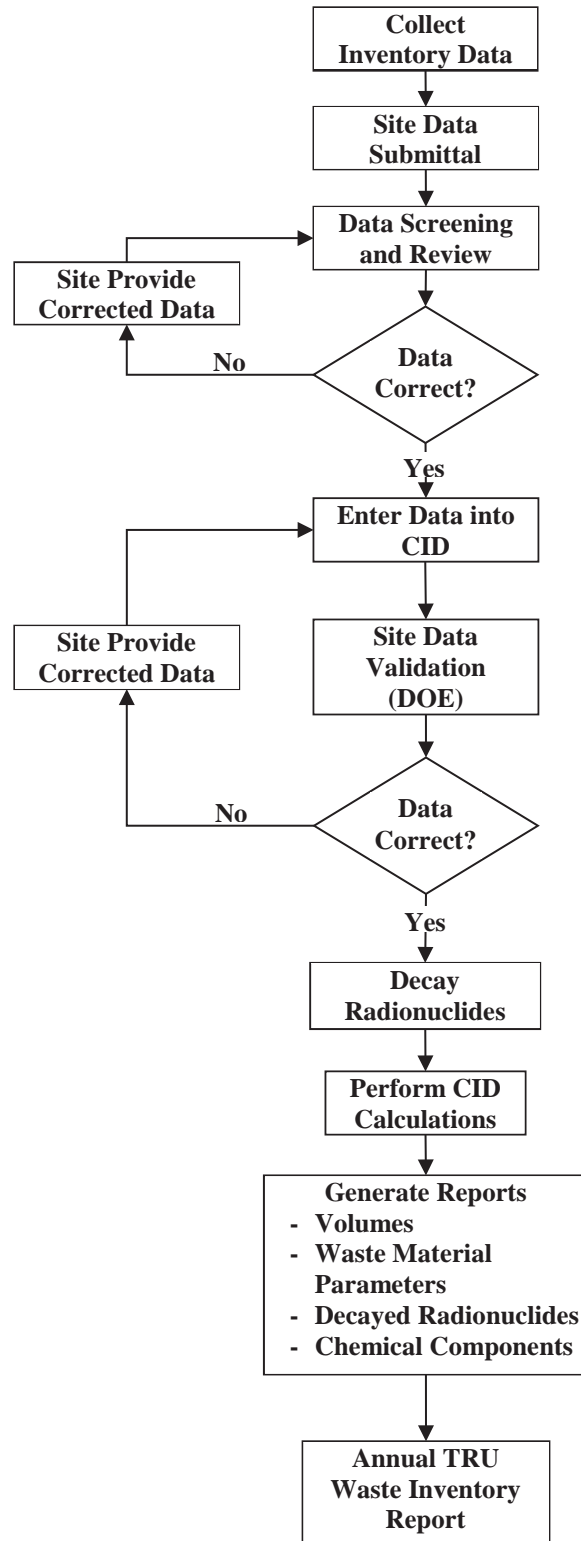 Collect
Inventory Data
Site Data
Submittal
Data Screening
and Review
Site Provide
Corrected Data
No
Data
Correct?
Yes
Enter Data into
CID
Site Provide
Corrected Data
Site Data
Validation
(DOE)
No
Data
Correct?
Yes
Decay
Radionuclides
Perform CID
Calculations
Generate Reports
- Volumes
- Waste Material
Parameters
- Decayed Radionuclides
- Chemical Components
Annual TRU
Waste Inventory
Report